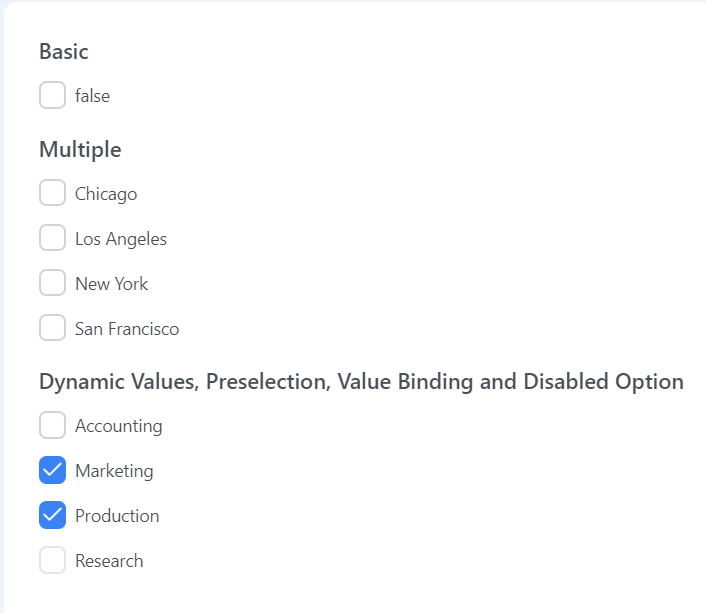 Basic
false
Multiple
Chicago
Los Angeles
New York
San Francisco
Dynamic Values, Preselection, Value Binding and Disabled Option
Accounting
Marketing
Production
Research